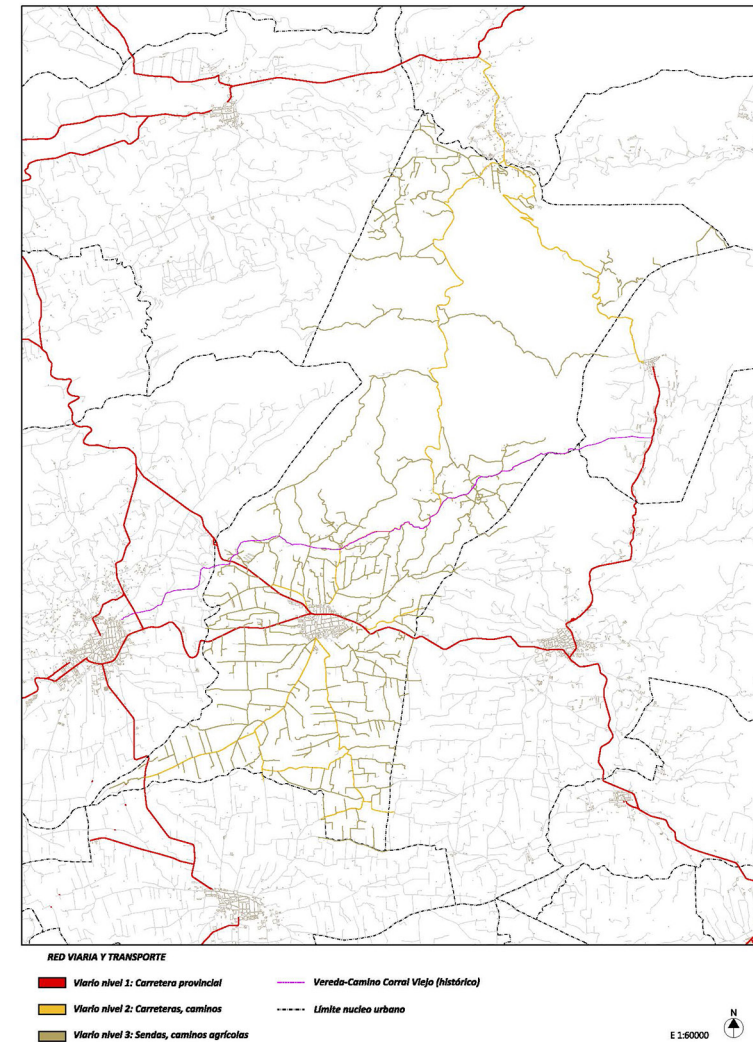 RED VIARIA Y TRANSPORTE
Viario nivel 1: Carretera provincial
Vereda-Camino Corral Viejo (histórico)
Viario nivel 2: Carreteras, caminos
Límite nucleo urbano
Viario nivel 3: Sendas, caminos agrícolas
E 1:60000
N